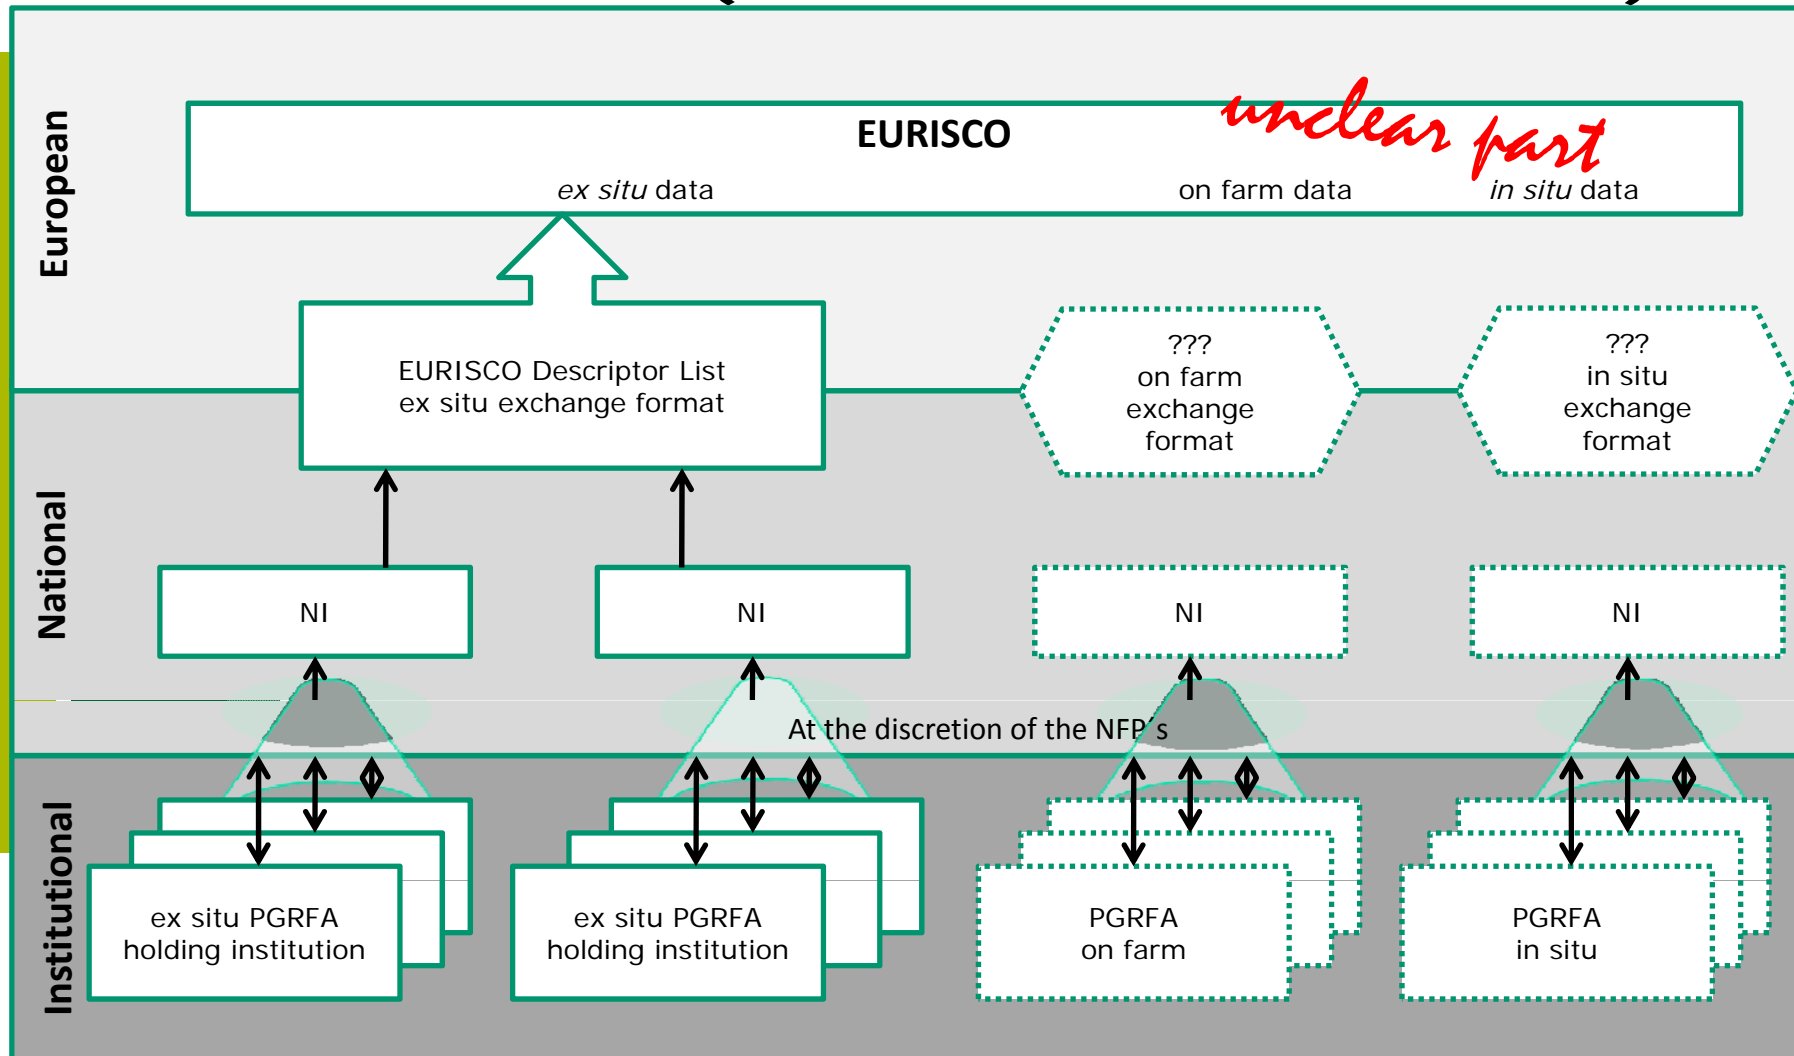 European
EURISCO
unclear part
ex situ data
on farm data
in situ data
EURISCO Descriptor List
ex situ exchange format
???
on farm
exchange
format
???
in situ
exchange
format
National
NI
NI
NI
NI
At the discretion of the NFP's
Institutional
ex situ PGRFA
holding institution
ex situ PGRFA
holding institution
PGRFA
on farm
PGRFA
in situ